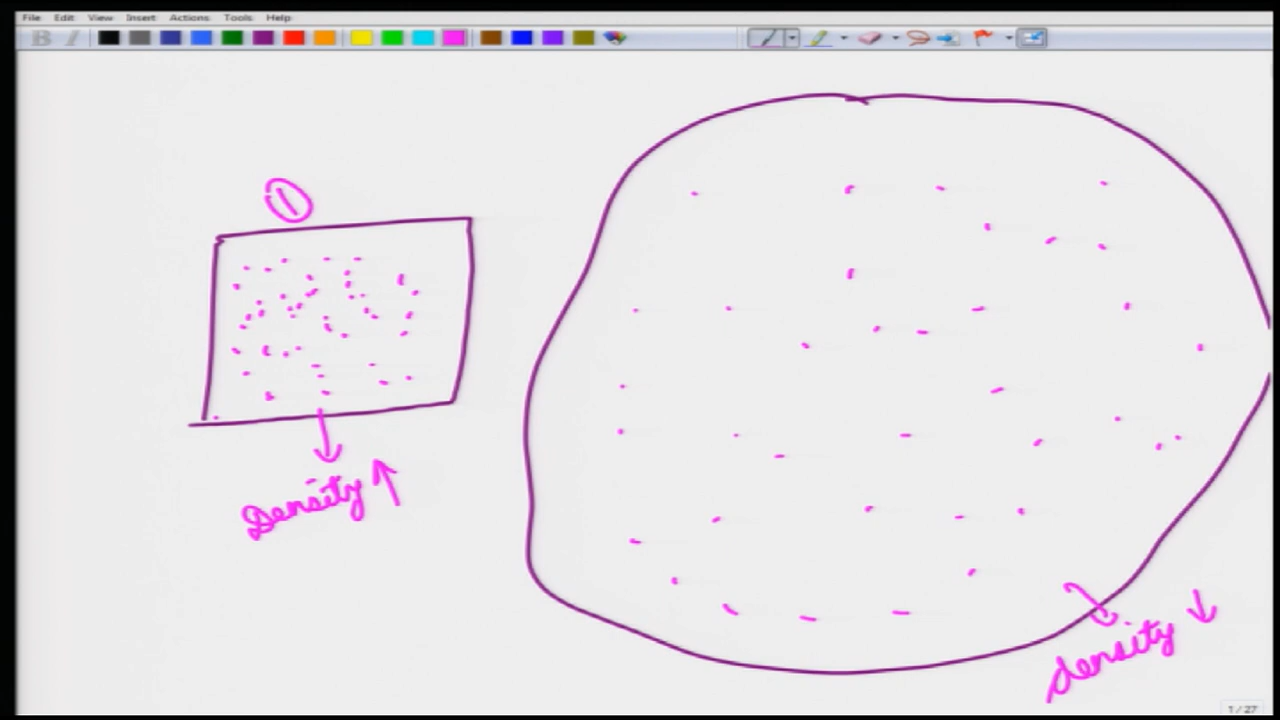 File Edit View Insert Actions Tools Help
B I
①
Density ↑
density ↓
1 / 27